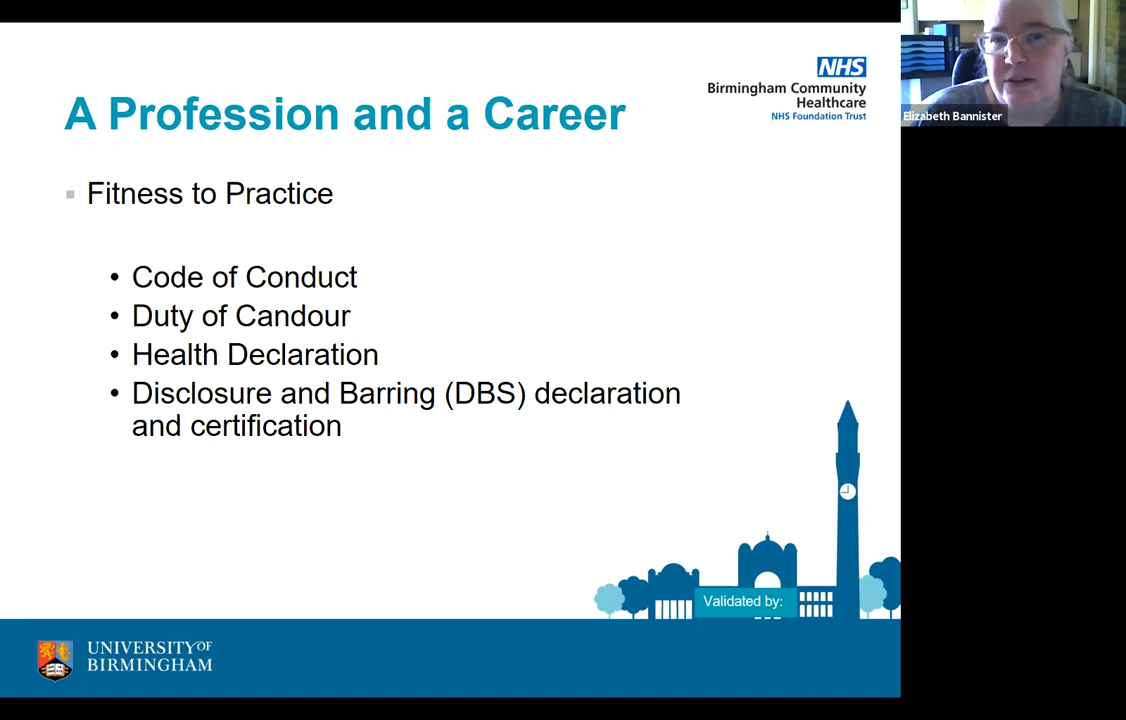 NHS
Birmingham Community
Healthcare
NHS Foundation Trust
A Profession and a Career
Elizabeth Bannister
▪ Fitness to Practice
• Code of Conduct
• Duty of Candour
• Health Declaration
• Disclosure and Barring (DBS) declaration
and certification
Validated by:
UNIVERSITY OF
BIRMINGHAM